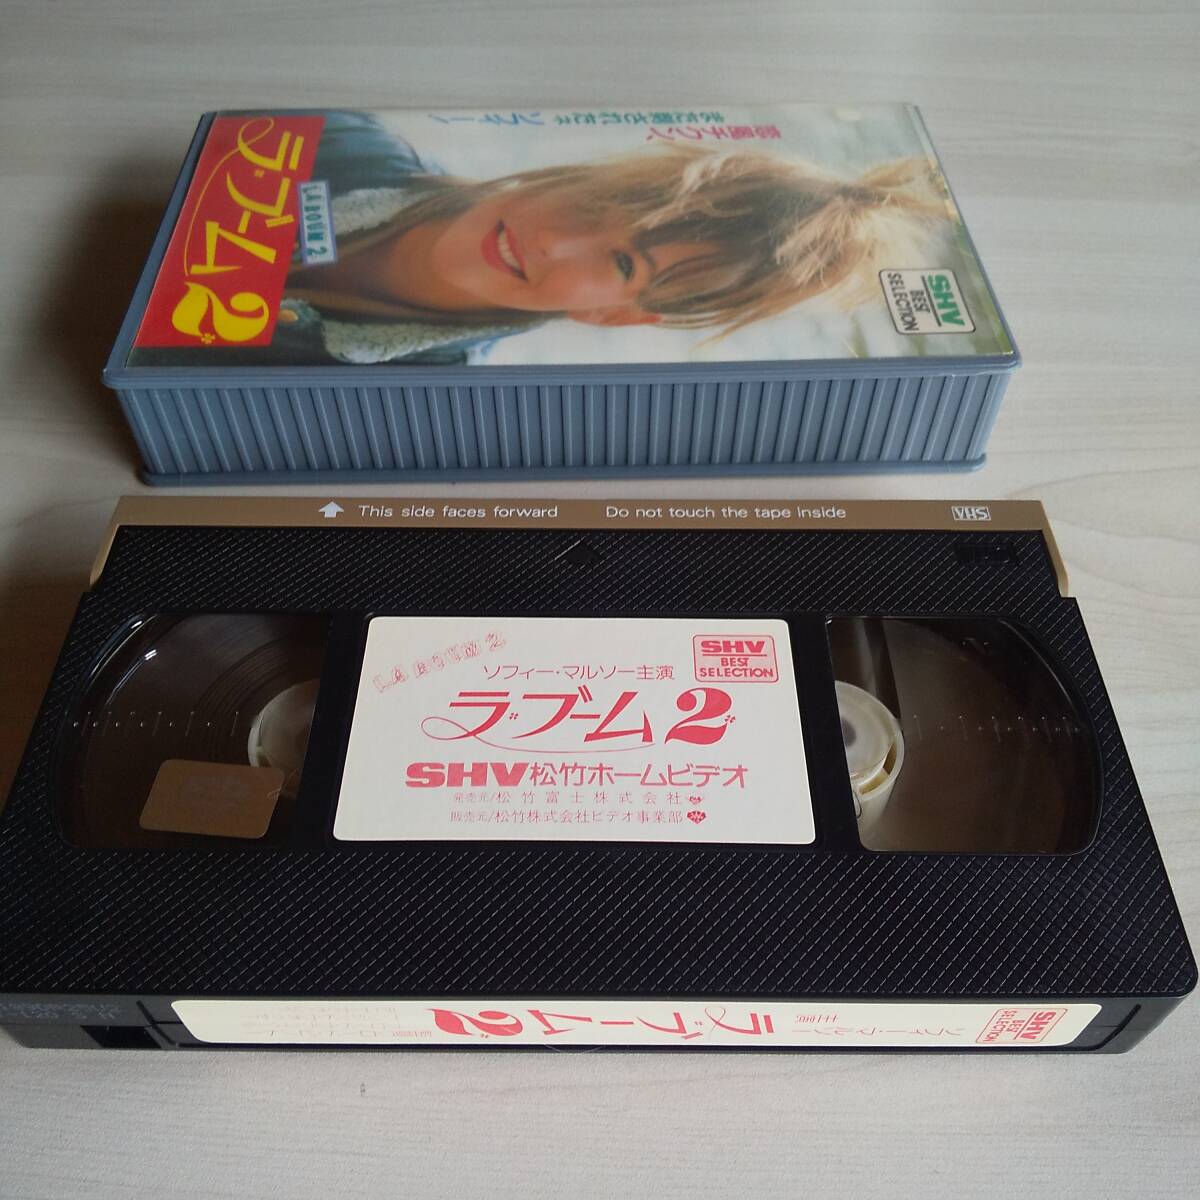 ラ・ブーム2
LA BOUM 2
SHV
BEST
SELECTION
This side faces forward
Do not touch the tape inside
VHS
LA BOUM 2
SHV
BEST
SELECTION
ソフィー・マルソー主演
ラ・ブーム2
SHV松竹ホームビデオ
発売元/松竹富士株式会社
販売元/松竹株式会社ビデオ事業部
ラ・ブーム2
ソフィー・マルソー
主演
SHV
BEST
SELECTION